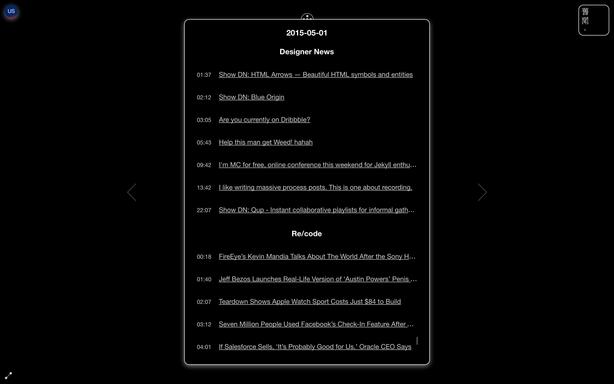 US
2015-05-01
Designer News
01:37 Show DN: HTML Arrows — Beautiful HTML symbols and entities
02:12 Show DN: Blue Origin
03:05 Are you currently on Dribbble?
05:43 Help this man get Weed! hahah
09:42 I'm MC for free, online conference this weekend for Jekyll enthu...
13:42 I like writing massive process posts. This is one about recording.
22:07 Show DN: Qup - Instant collaborative playlists for informal gath...
Re/code
00:18 FireEye's Kevin Mandia Talks About The World After the Sony H...
01:40 Jeff Bezos Launches Real-Life Version of 'Austin Powers' Penis ...
02:07 Teardown Shows Apple Watch Sport Costs Just $84 to Build
03:12 Seven Million People Used Facebook's Check-In Feature After ...
04:01 If Salesforce Sells, 'It's Probably Good for Us,' Oracle CEO Says